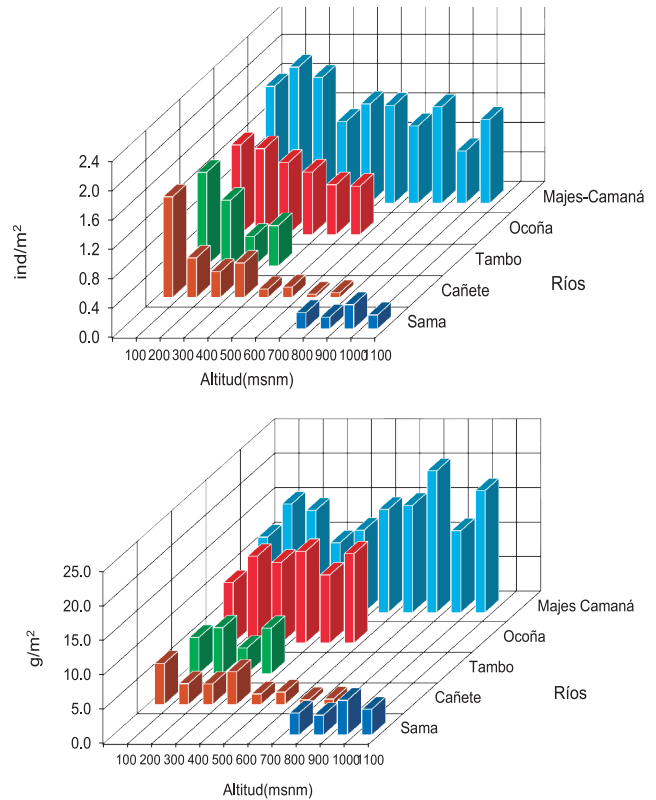 2.4
2.0
1.6
1.2
0.8
0.4
0.0
ind/m²
100 200 300 400 500 600 700 800 900 1000 1100
Altitud(msnm)
Majes-Camaná
Ocoña
Tambo
Cañete
Sama
Ríos
25.0
20.0
15.0
10.0
5.0
0.0
g/m²
100 200 300 400 500 600 700 800 900 1000 1100
Altitud(msnm)
Majes Camaná
Ocoña
Tambo
Cañete
Sama
Ríos